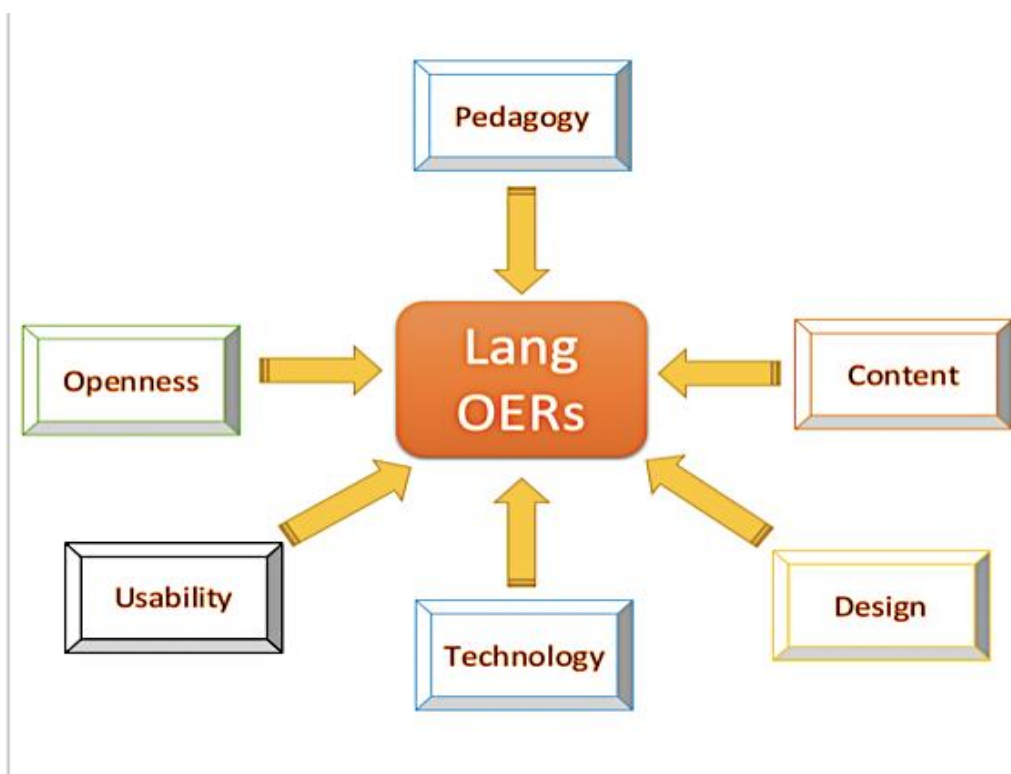 Pedagogy
Lang
OERs
Openness
Content
Usability
Technology
Design